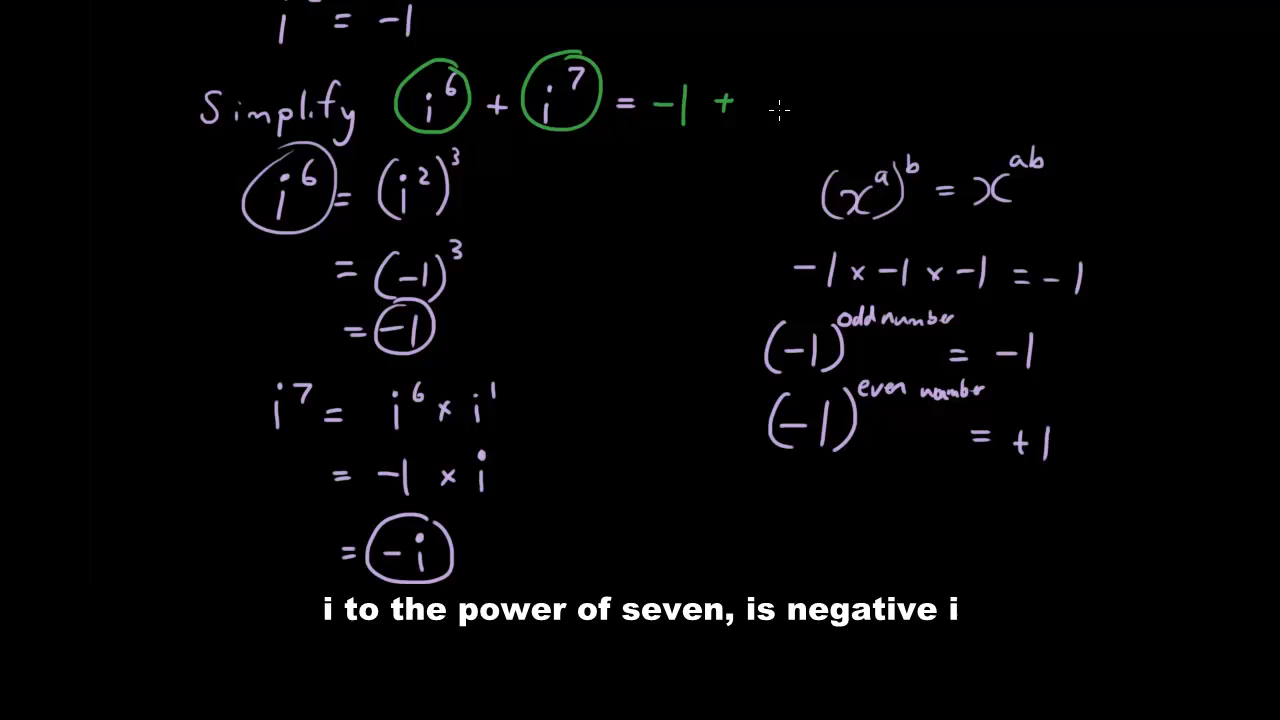 i² = -1
Simplify i⁶ + i⁷ = -1 +
i⁶ = (i²)³
= (-1)³
= -1
i⁷ = i⁶ × i¹
= -1 × i
= -i
(xᵃ)ᵇ = xᵃᵇ
-1 × -1 × -1 = -1
(-1)^odd number = -1
(-1)^even number = +1
i to the power of seven, is negative i